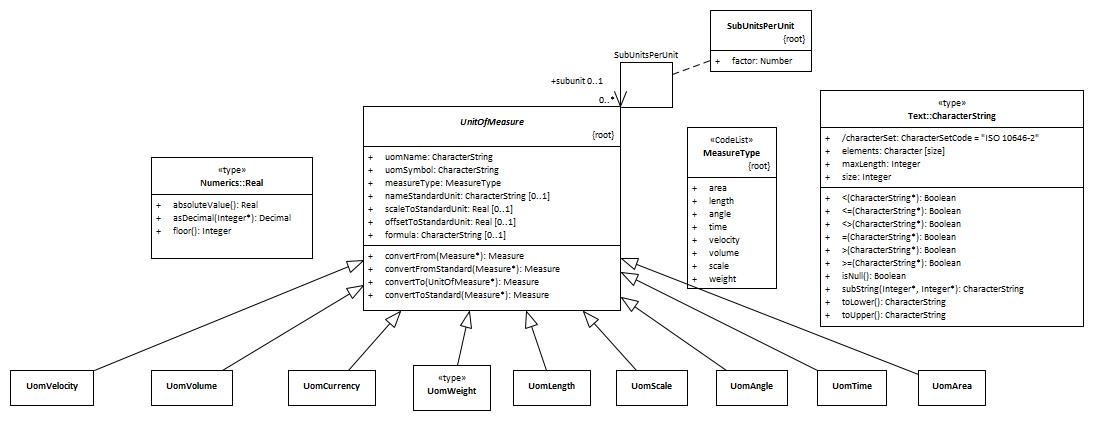 SubUnitsPerUnit
{root}
+ factor: Number
SubUnitsPerUnit
+subunit 0..1
0..*
UnitOfMeasure
{root}
+ uomName: CharacterString
+ uomSymbol: CharacterString
+ measureType: MeasureType
+ nameStandardUnit: CharacterString [0..1]
+ scaleToStandardUnit: Real [0..1]
+ offsetToStandardUnit: Real [0..1]
+ formula: CharacterString [0..1]
+ convertFrom(Measure*): Measure
+ convertFromStandard(Measure*): Measure
+ convertTo(UnitOfMeasure*): Measure
+ convertToStandard(Measure*): Measure
«type»
Numerics::Real
+ absoluteValue(): Real
+ asDecimal(Integer*): Decimal
+ floor(): Integer
«CodeList»
MeasureType
{root}
+ area
+ length
+ angle
+ time
+ velocity
+ volume
+ scale
+ weight
«type»
Text::CharacterString
+ /characterSet: CharacterSetCode = "ISO 10646-2"
+ elements: Character [size]
+ maxLength: Integer
+ size: Integer
+ <(CharacterString*): Boolean
+ <=(CharacterString*): Boolean
+ <>(CharacterString*): Boolean
+ =(CharacterString*): Boolean
+ >(CharacterString*): Boolean
+ >=(CharacterString*): Boolean
+ isNull(): Boolean
+ subString(Integer*, Integer*): CharacterString
+ toLower(): CharacterString
+ toUpper(): CharacterString
UomVelocity
UomVolume
UomCurrency
«type»
UomWeight
UomLength
UomScale
UomAngle
UomTime
UomArea